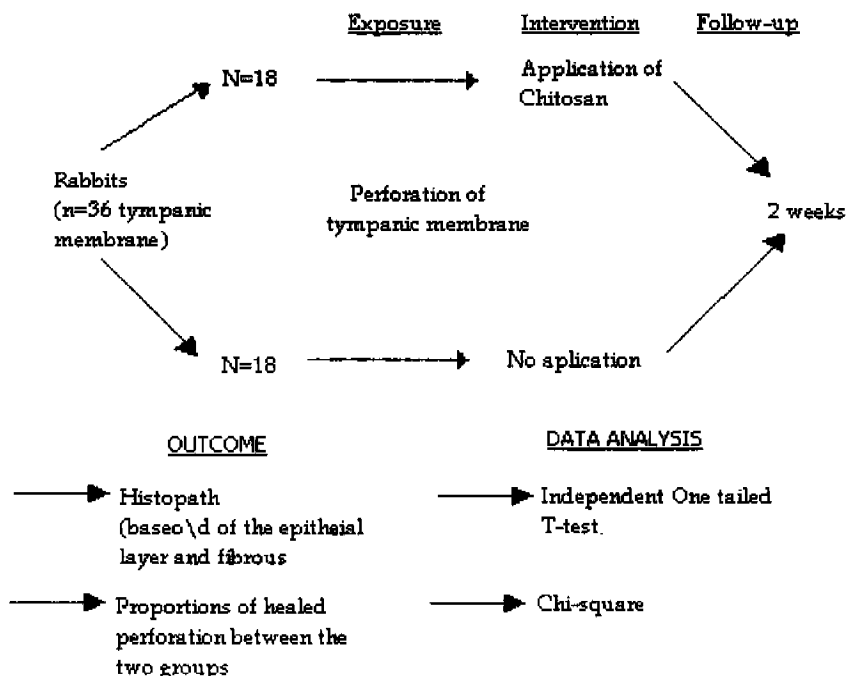 Exposure Intervention Follow-up
N=18
Application of
Chitosan
Rabbits
(n=36 tympanic
membrane)
Perforation of
tympanic membrane
2 weeks
N=18
No aplication
OUTCOME
DATA ANALYSIS
Histopath
(baseo\d of the epitheial
layer and fibrous
Independent One tailed
T-test.
Proportions of healed
perforation between the
two groups
Chi-square